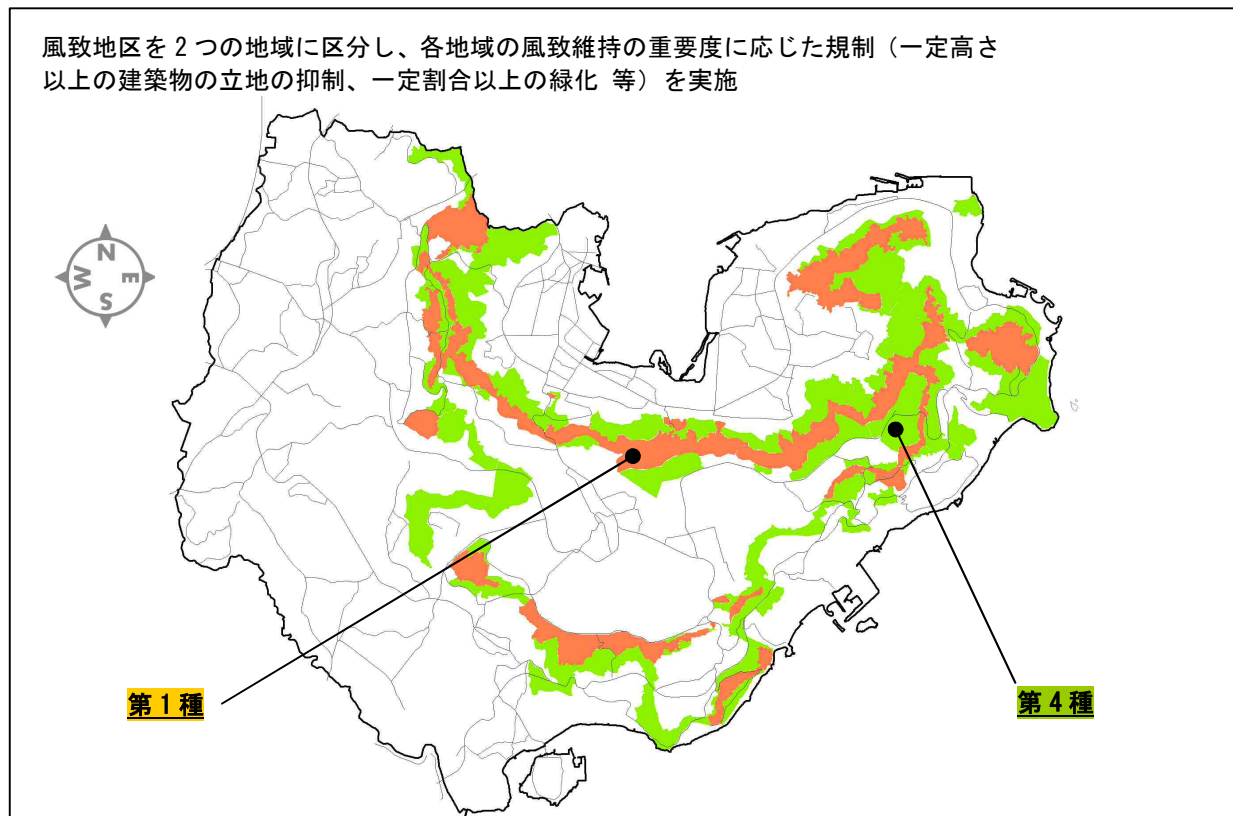 風致地区を2つの地域に区分し、各地域の風致維持の重要度に応じた規制（一定高さ
以上の建築物の立地の抑制、一定割合以上の緑化 等）を実施
N
W
E
S
第1種
第4種